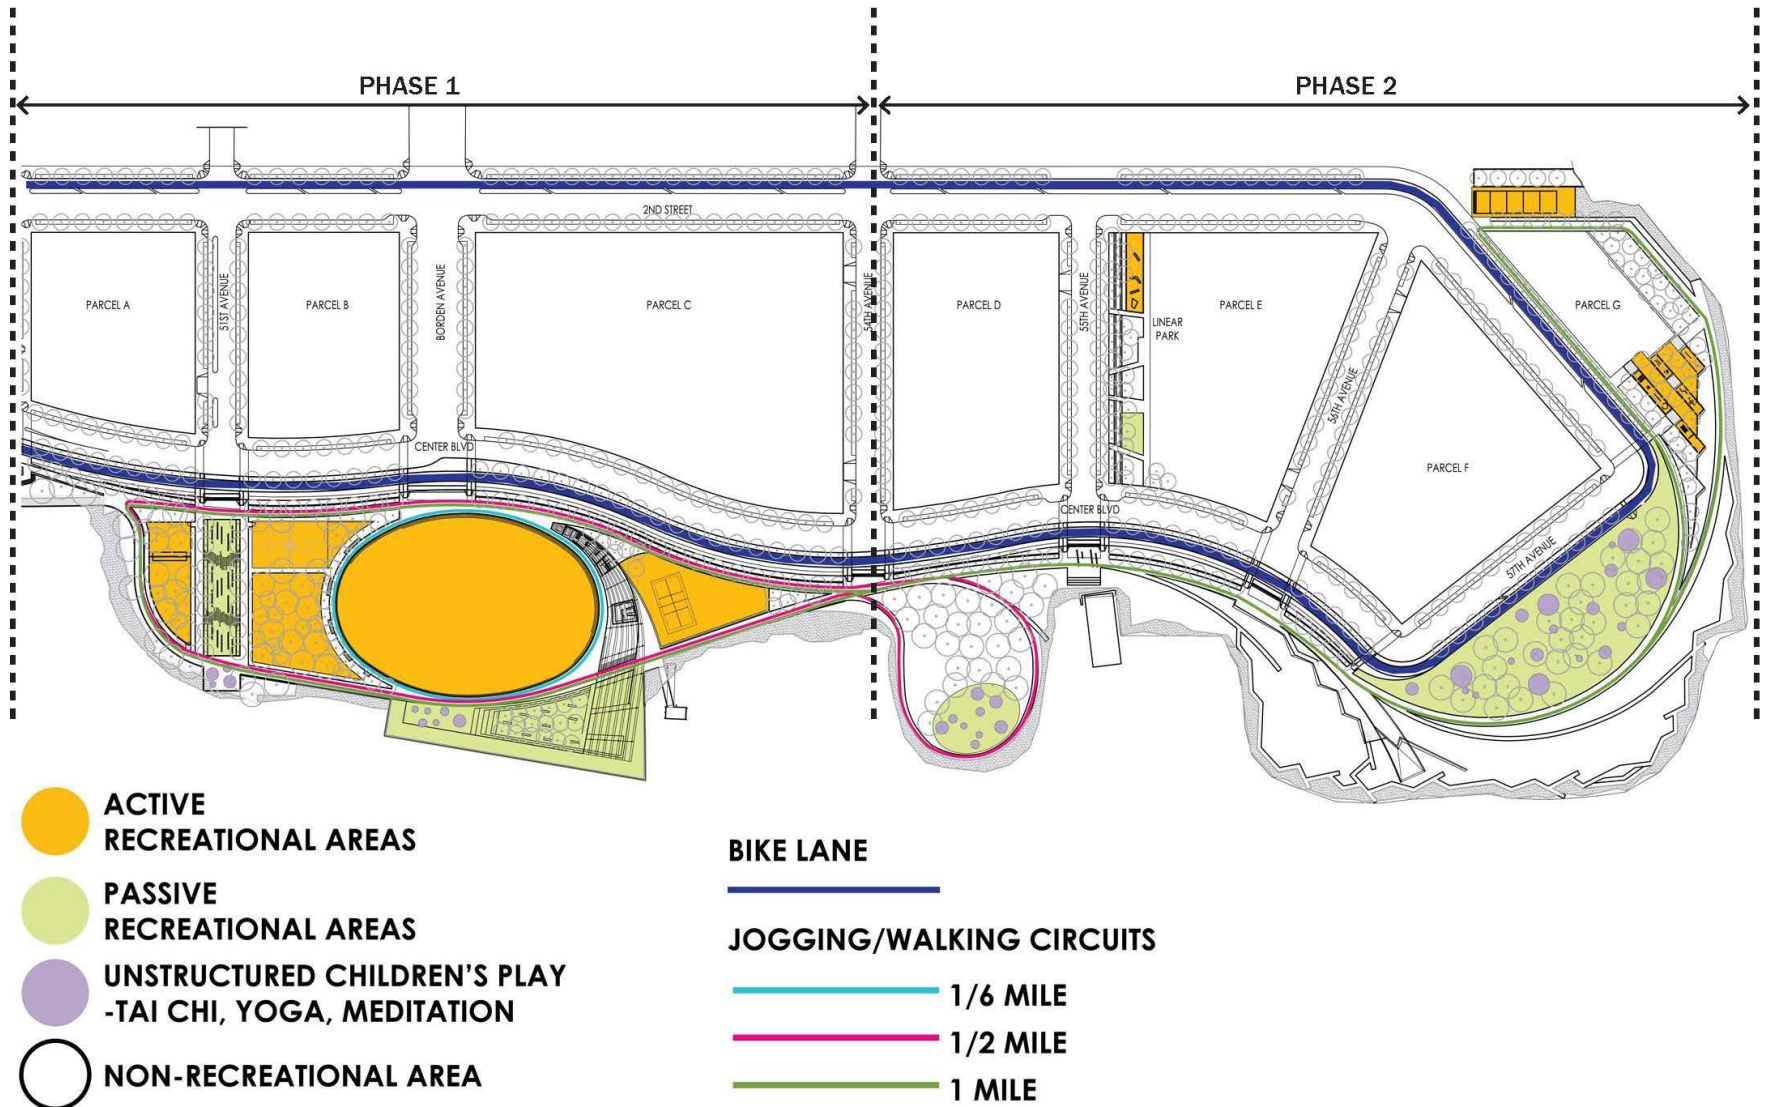 PHASE 1
PHASE 2
2ND STREET
PARCEL A
51ST AVENUE
PARCEL B
BORDEN AVENUE
PARCEL C
54TH AVENUE
PARCEL D
55TH AVENUE
LINEAR
PARK
PARCEL E
56TH AVENUE
PARCEL F
PARCEL G
CENTER BLVD
CENTER BLVD
57TH AVENUE
ACTIVE
RECREATIONAL AREAS
PASSIVE
RECREATIONAL AREAS
UNSTRUCTURED CHILDREN'S PLAY
-TAI CHI, YOGA, MEDITATION
NON-RECREATIONAL AREA
BIKE LANE
JOGGING/WALKING CIRCUITS
1/6 MILE
1/2 MILE
1 MILE